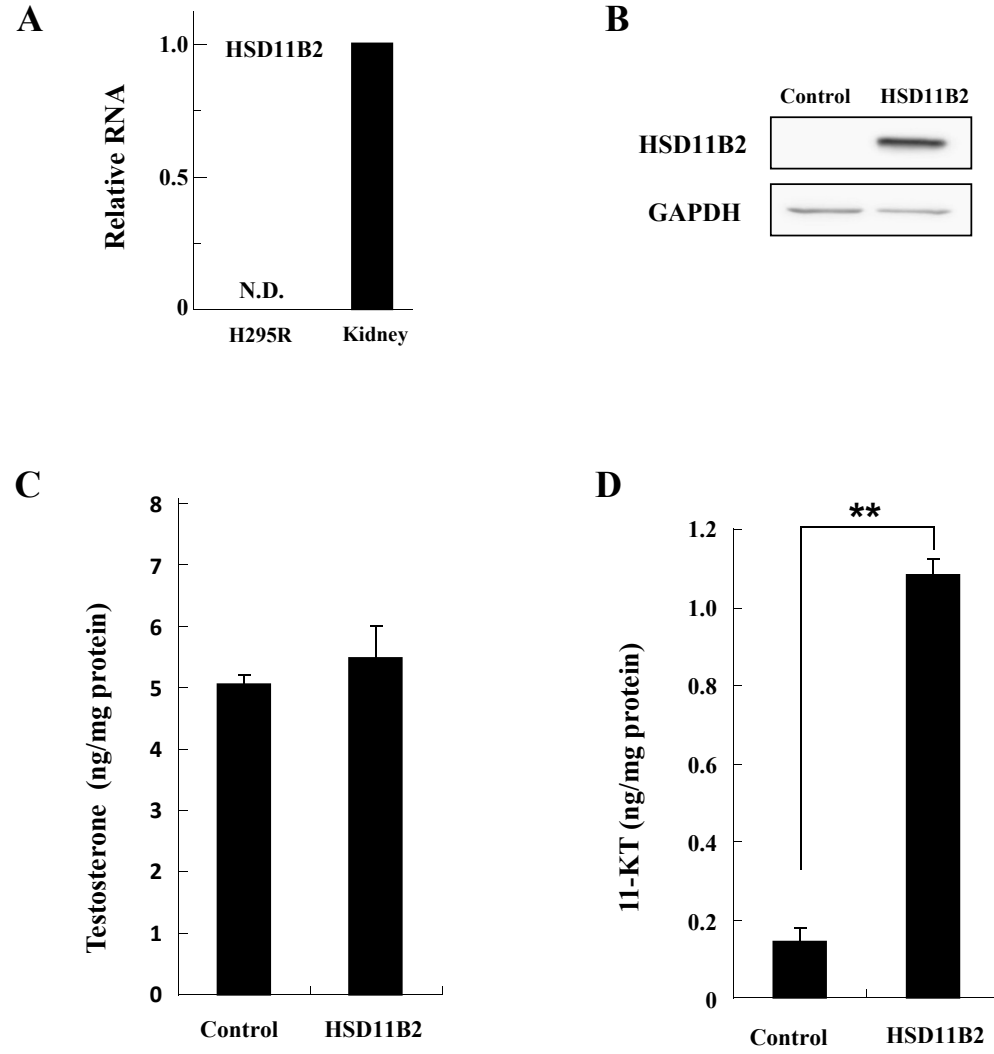 A
1.0
HSD11B2
0.5
0
Relative RNA
N.D.
H295R Kidney
B
Control HSD11B2
HSD11B2
GAPDH
C
8
7
6
5
4
3
2
1
0
Testosterone (ng/mg protein)
Control HSD11B2
D
**
1.2
1.0
0.8
0.6
0.4
0.2
0
11-KT (ng/mg protein)
Control HSD11B2